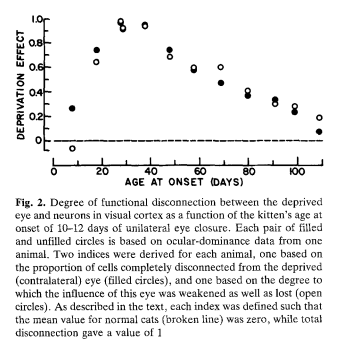 1.0
0.8
0.6
0.4
0.2
0
DEPRIVATION EFFECT
0 20 40 60 80 100
AGE AT ONSET (DAYS)
Fig. 2. Degree of functional disconnection between the deprived
eye and neurons in visual cortex as a function of the kitten's age at
onset of 10–12 days of unilateral eye closure. Each pair of filled
and unfilled circles is based on ocular-dominance data from one
animal. Two indices were derived for each animal, one based on
the proportion of cells completely disconnected from the deprived
(contralateral) eye (filled circles), and one based on the degree to
which the influence of this eye was weakened as well as lost (open
circles). As described in the text, each index was defined such that
the mean value for normal cats (broken line) was zero, while total
disconnection gave a value of 1